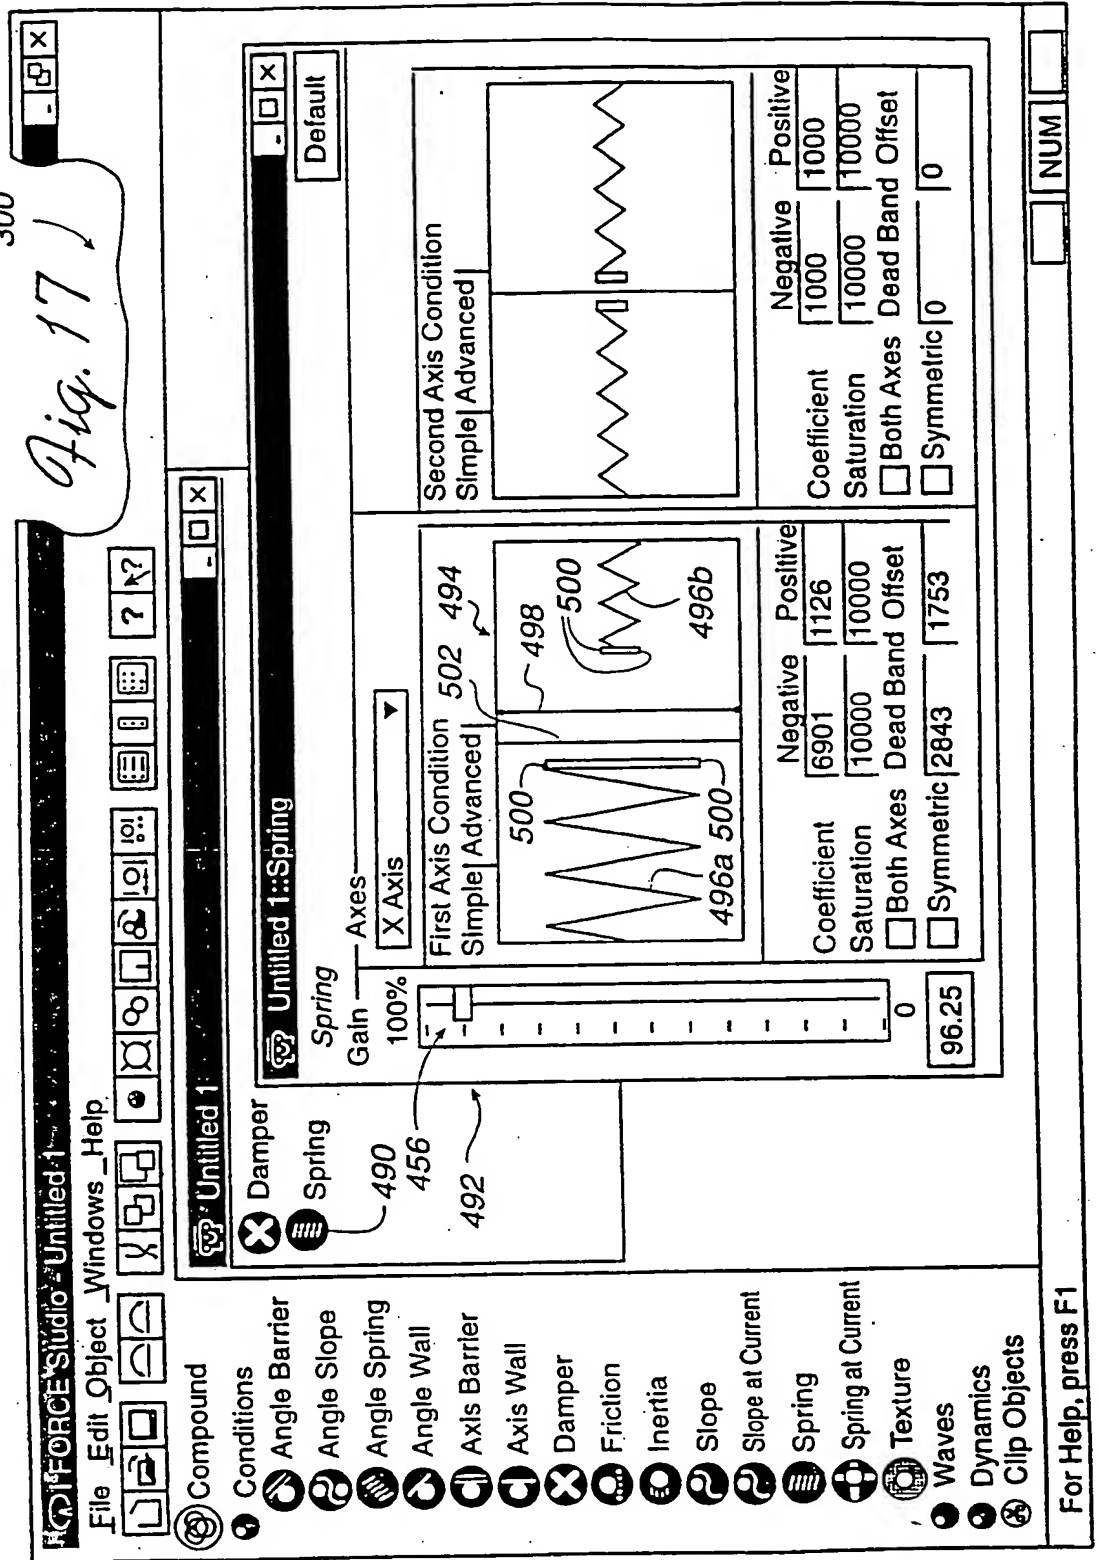 300
Fig. 17
I-FORCE Studio - Untitled 1
File Edit Object Windows Help
Compound
Conditions
Angle Barrier
Angle Slope
Angle Spring
Angle Wall
Axis Barrier
Axis Wall
Damper
Friction
Inertia
Slope
Slope at Current
Spring
Spring at Current
Texture
Waves
Dynamics
Clip Objects
Untitled 1
Damper
Spring
490
456
492
Untitled 1::Spring
Default
Spring
Gain
100%
0
96.25
Axes
X Axis
First Axis Condition
Simple Advanced
502
494
498
500
500
500
496a
496b
Negative Positive
Coefficient 6901 1126
Saturation 10000 10000
Both Axes Dead Band Offset
Symmetric 2843 1753
Second Axis Condition
Simple Advanced
Negative Positive
Coefficient 1000 1000
Saturation 10000 10000
Both Axes Dead Band Offset
Symmetric 0 0
For Help, press F1
NUM